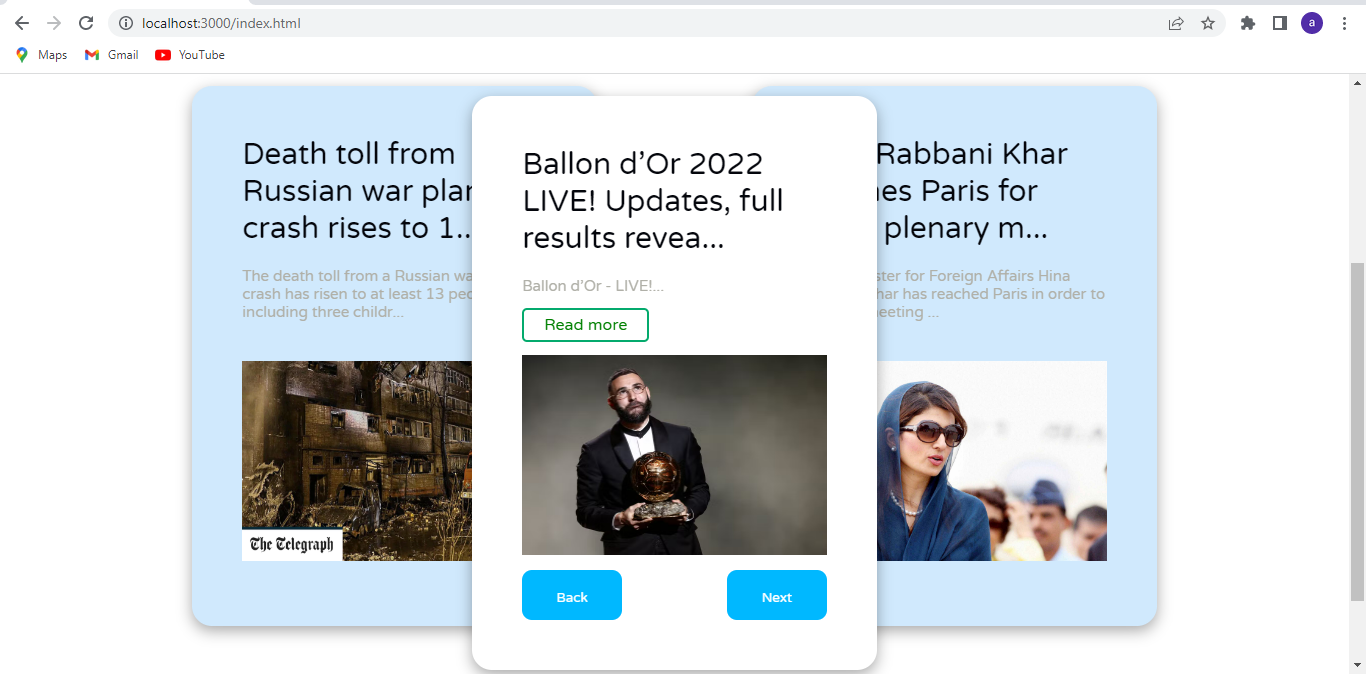 localhost:3000/index.html
a
Maps
Gmail
YouTube
Death toll from
Russian war plan
crash rises to 1...
The death toll from a Russian wa
crash has risen to at least 13 peo
including three childr...
The Telegraph
Ballon d'Or 2022
LIVE! Updates, full
results revea...
Ballon d'Or - LIVE!...
Read more
Back
Next
Rabbani Khar
es Paris for
plenary m...
ster for Foreign Affairs Hina
har has reached Paris in order to
eeting ...